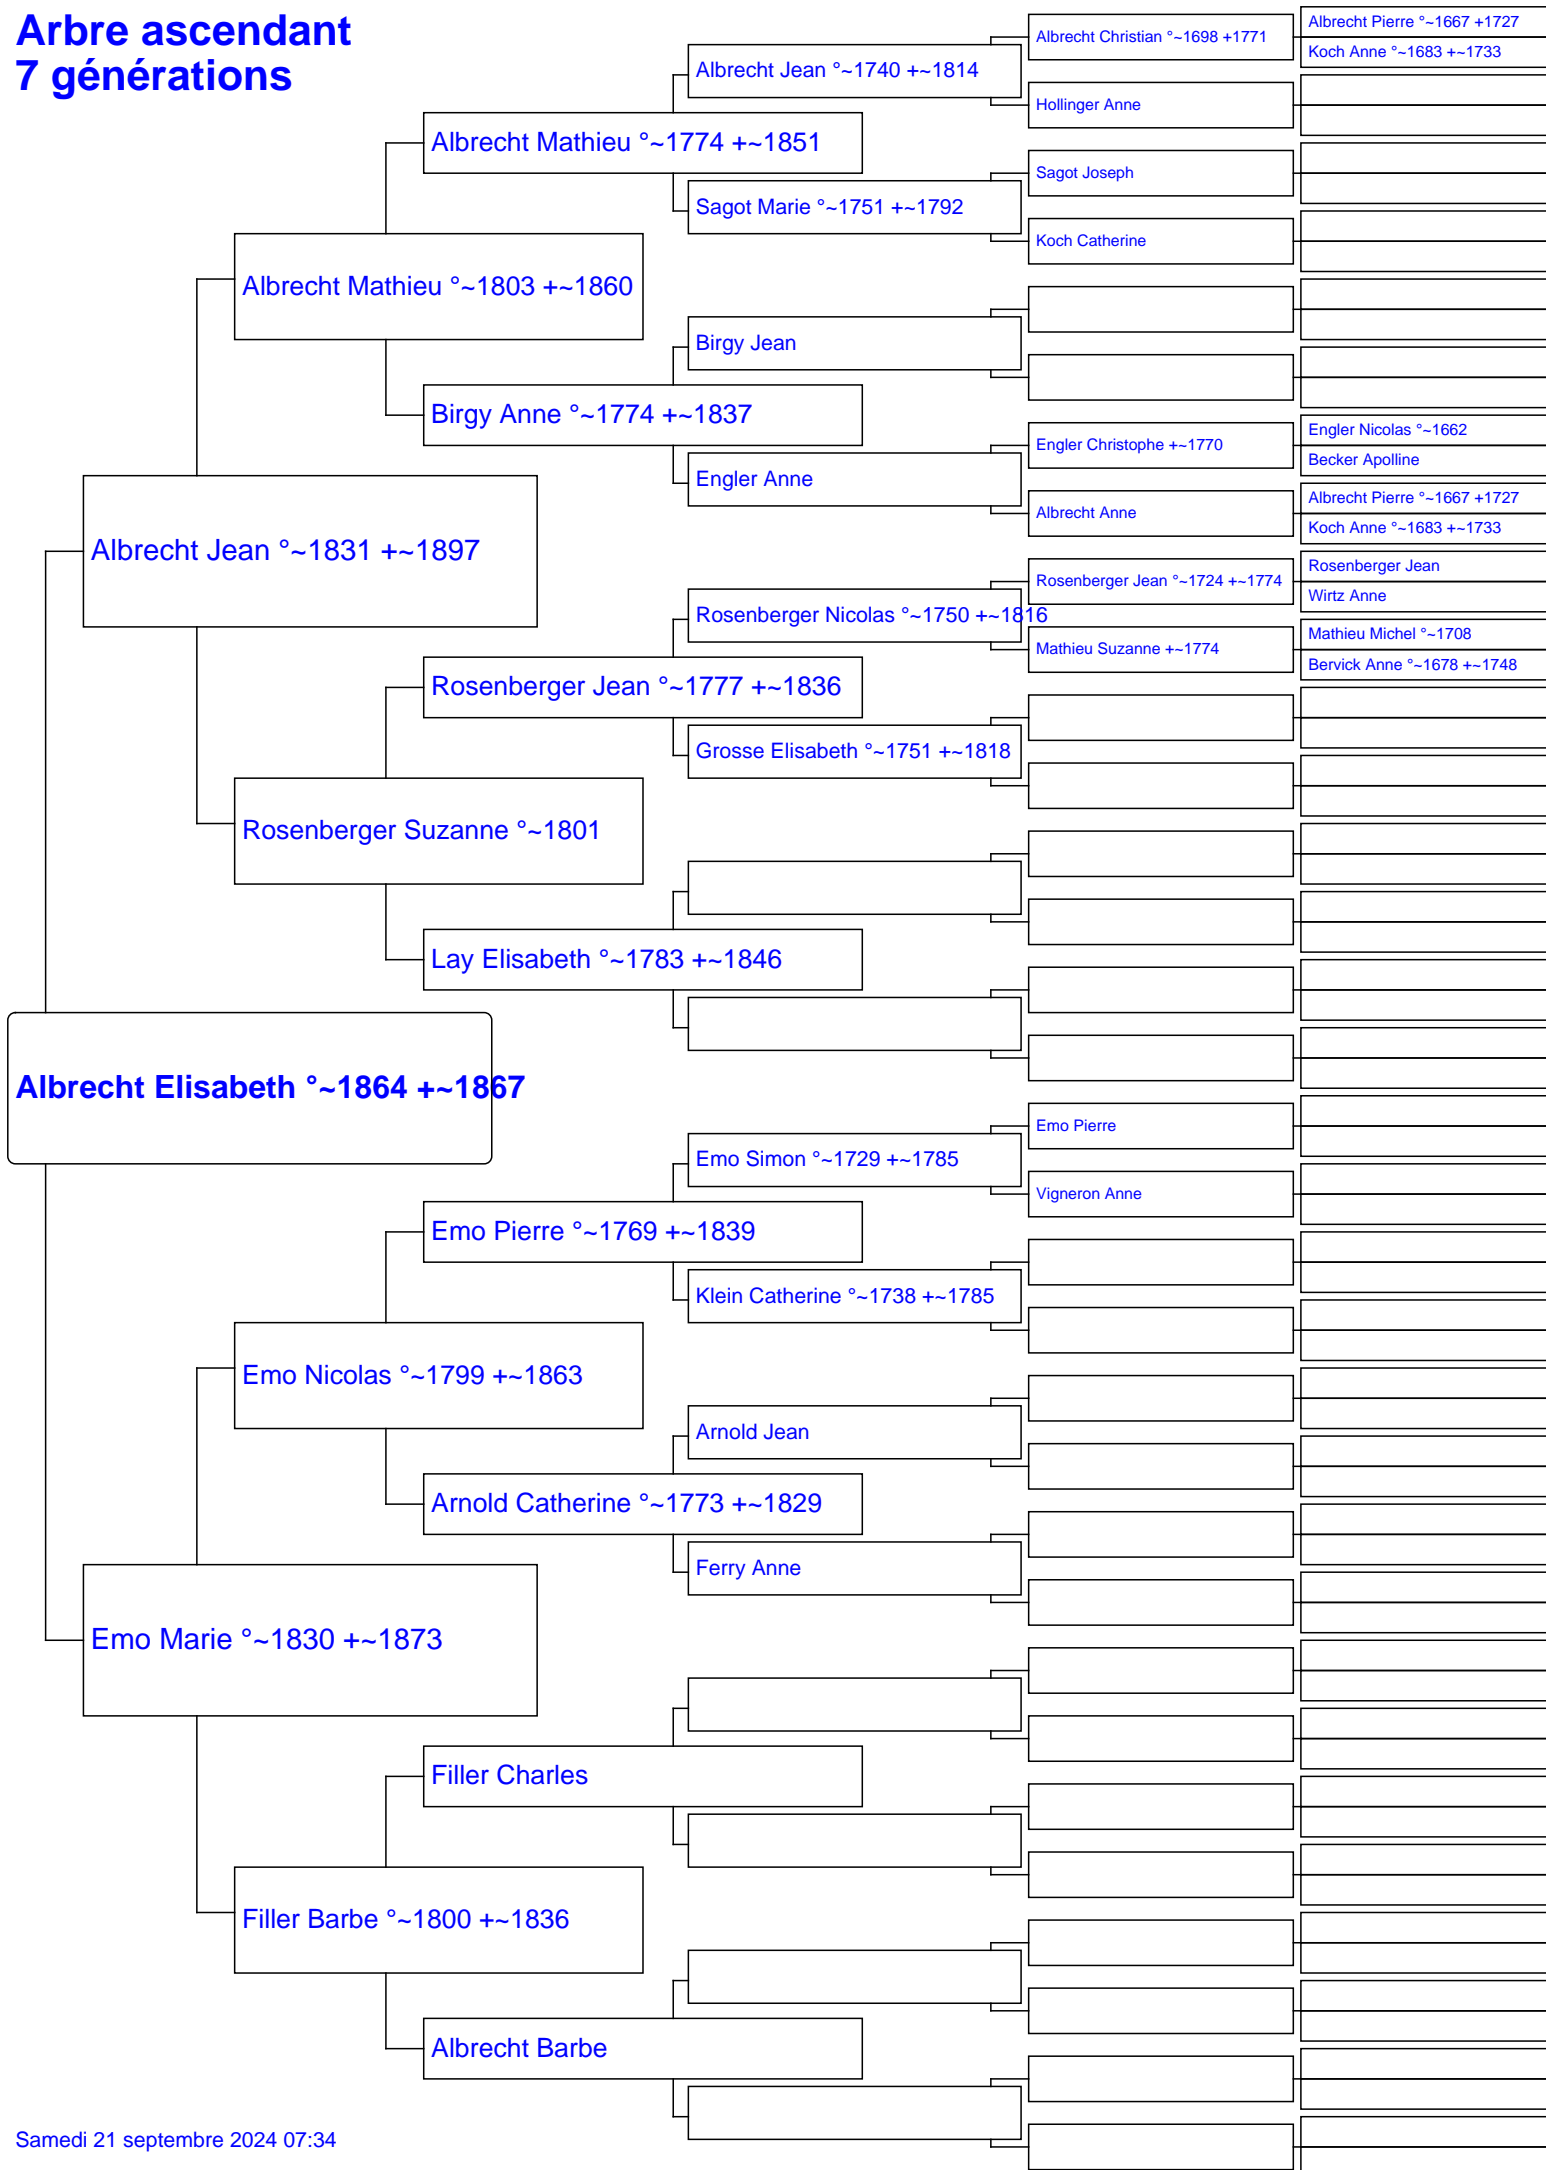 Arbre ascendant
7 générations
Albrecht Pierre °~1667 +1727
Albrecht Christian °~1698 +1771
Koch Anne °~1683 +~1733
Albrecht Jean °~1740 +~1814
Hollinger Anne
Albrecht Mathieu °~1774 +~1851
Sagot Joseph
Sagot Marie °~1751 +~1792
Koch Catherine
Albrecht Mathieu °~1803 +~1860
Birgy Jean
Birgy Anne °~1774 +~1837
Engler Nicolas °~1662
Engler Christophe +~1770
Becker Apolline
Engler Anne
Albrecht Pierre °~1667 +1727
Albrecht Anne
Koch Anne °~1683 +~1733
Albrecht Jean °~1831 +~1897
Rosenberger Jean
Rosenberger Jean °~1724 +~1774
Wirtz Anne
Rosenberger Nicolas °~1750 +~1816
Mathieu Michel °~1708
Mathieu Suzanne +~1774
Bervick Anne °~1678 +~1748
Rosenberger Jean °~1777 +~1836
Grosse Elisabeth °~1751 +~1818
Rosenberger Suzanne °~1801
Lay Elisabeth °~1783 +~1846
Albrecht Elisabeth °~1864 +~1867
Emo Pierre
Emo Simon °~1729 +~1785
Vigneron Anne
Emo Pierre °~1769 +~1839
Klein Catherine °~1738 +~1785
Emo Nicolas °~1799 +~1863
Arnold Jean
Arnold Catherine °~1773 +~1829
Ferry Anne
Emo Marie °~1830 +~1873
Filler Charles
Filler Barbe °~1800 +~1836
Albrecht Barbe
Samedi 21 septembre 2024 07:34